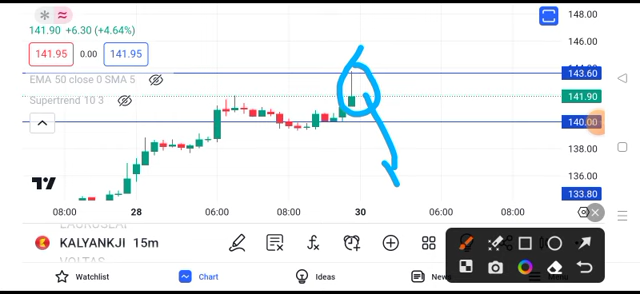 148.00
141.90 +6.30 (+4.64%)
146.00
141.95 0.00 141.95
143.60
EMA 50 close 0 SMA 5
141.90
Supertrend 10 3
140.00
138.00
136.00
133.80
08:00 28 06:00 08:00 30 06:00 08:00
KALYANKJI 15m
VOLTAS
Watchlist Chart Ideas News Menu